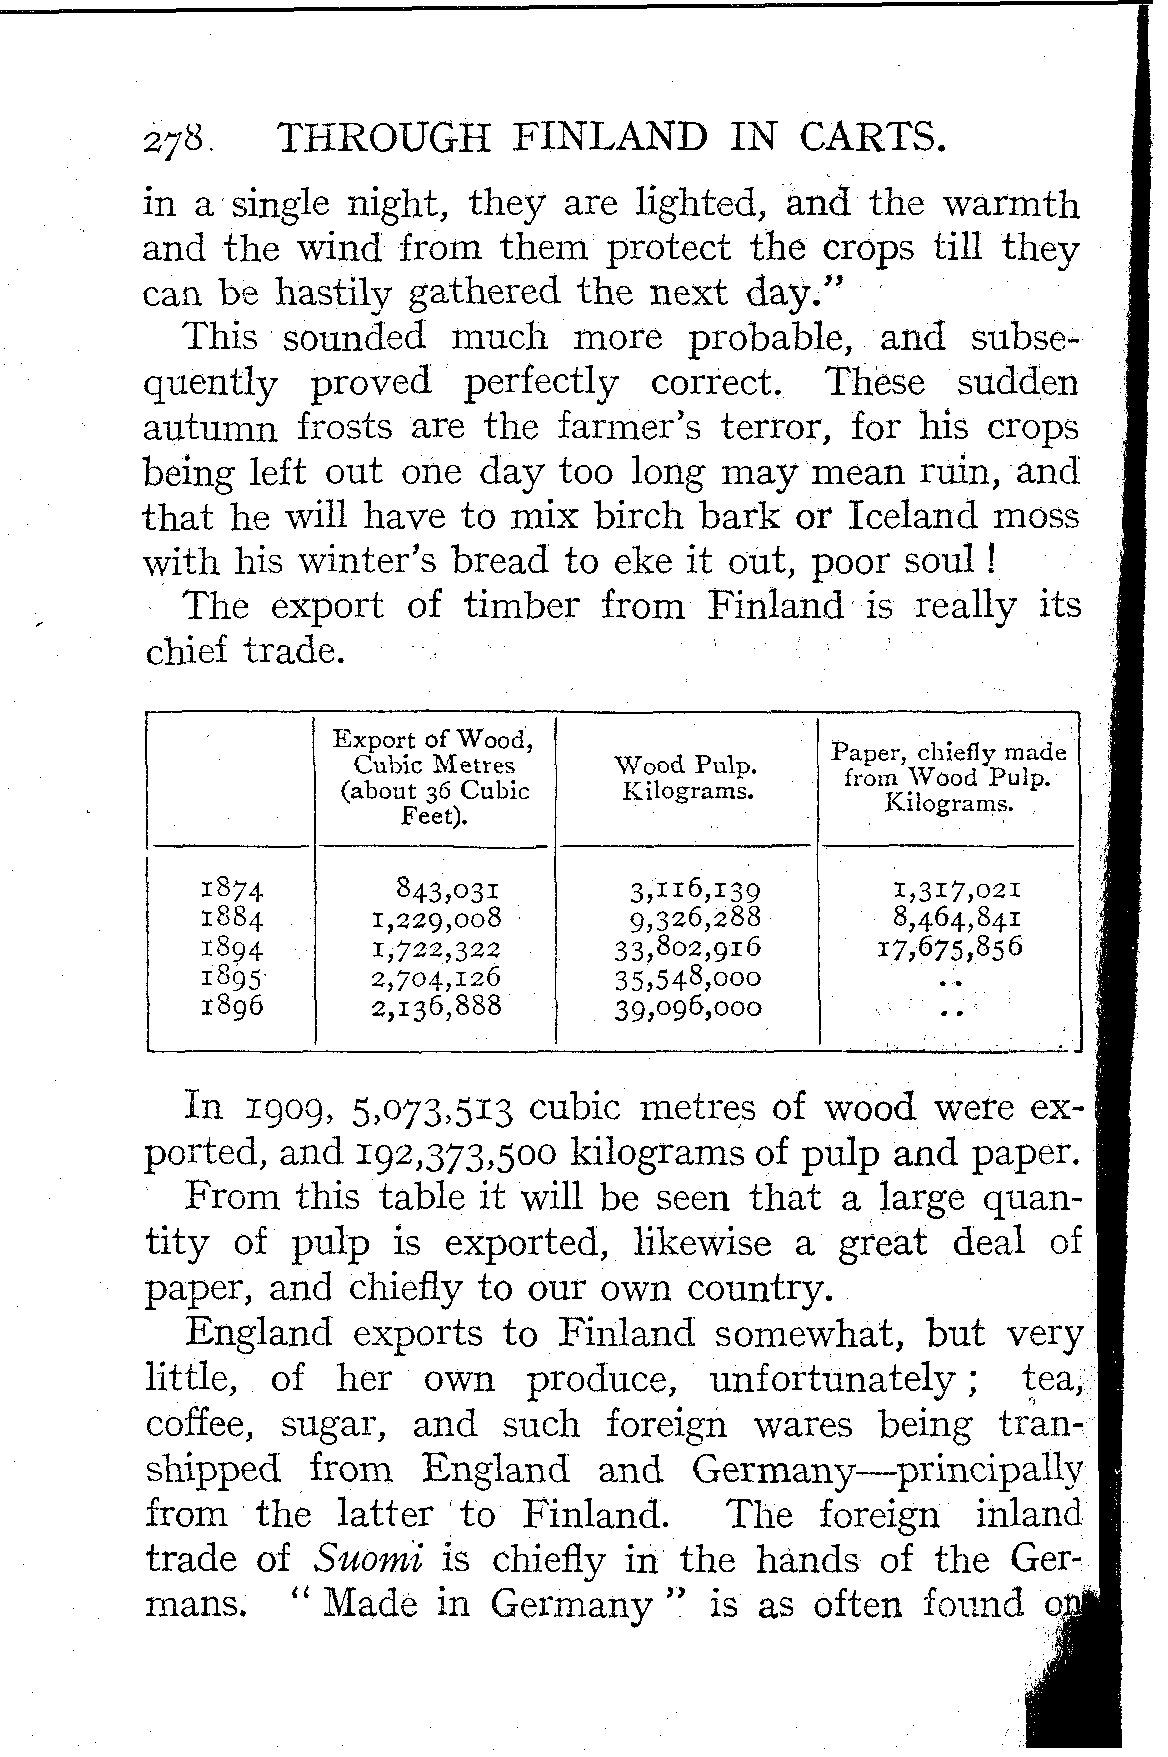 278. THROUGH FINLAND IN CARTS.
in a single night, they are lighted, and the warmth
and the wind from them protect the crops till they
can be hastily gathered the next day.”
This sounded much more probable, and subse-
quently proved perfectly correct. These sudden
autumn frosts are the farmer's terror, for his crops
being left out one day too long may mean ruin, and
that he will have to mix birch bark or Iceland moss
with his winter's bread to eke it out, poor soul !
The export of timber from Finland is really its
chief trade.
Export of Wood,
Cubic Metres
(about 36 Cubic
Feet).
Wood Pulp.
Kilograms.
Paper, chiefly made
from Wood Pulp.
Kilograms.
1874 843,031 3,116,139 1,317,021
1884 1,229,008 9,326,288 8,464,841
1894 1,722,322 33,802,916 17,675,856
1895 2,704,126 35,548,000 ..
1896 2,136,888 39,096,000 ..
In 1909, 5,073,513 cubic metres of wood were ex-
ported, and 192,373,500 kilograms of pulp and paper.
From this table it will be seen that a large quan-
tity of pulp is exported, likewise a great deal of
paper, and chiefly to our own country.
England exports to Finland somewhat, but very
little, of her own produce, unfortunately ; tea,
coffee, sugar, and such foreign wares being tran-
shipped from England and Germany—principally
from the latter to Finland. The foreign inland
trade of Suomi is chiefly in the hands of the Ger-
mans. “ Made in Germany ” is as often found on